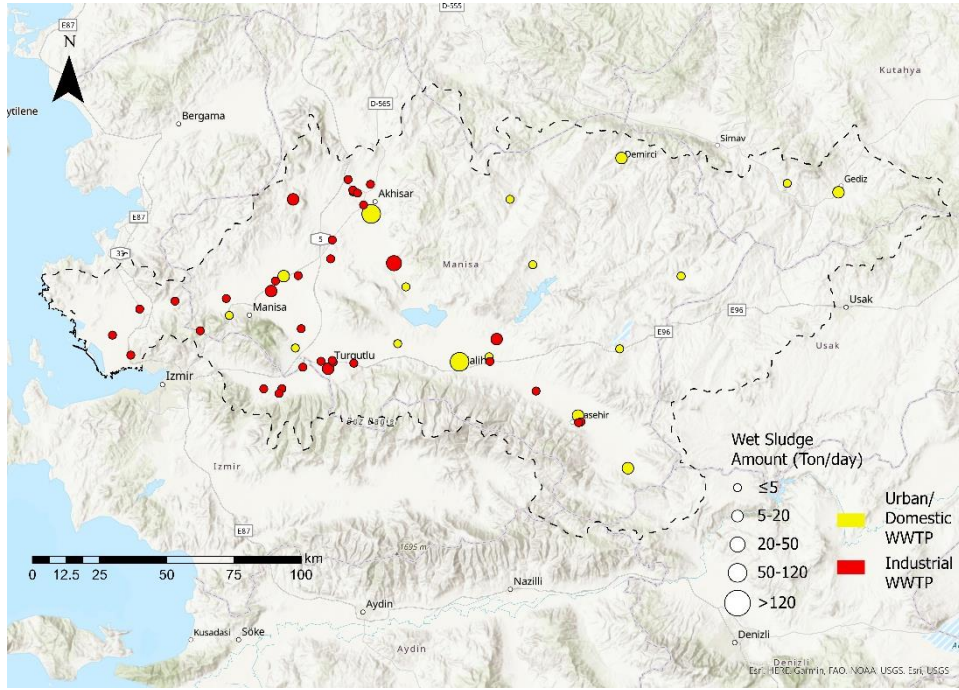 D-555
E87
N
Kutahya
ytilene
Bergama
D-565
Simav
Demirci
Gediz
Akhisar
E87
5
Manisa
Manisa
Usak
E96
E96
Usak
Turgutlu
alihli
Izmir
asehir
Izmir
Wet Sludge
Amount (Ton/day)
≤5
5-20
20-50
50-120
>120
Urban/
Domestic
WWTP
Industrial
WWTP
E87
1695 m
km
0 12.5 25 50 75 100
Nazilli
Aydin
Kusadasi
Söke
Aydin
Denizli
Denizli
Esri, HERE, Garmin, FAO, NOAA, USGS, Esri, USGS